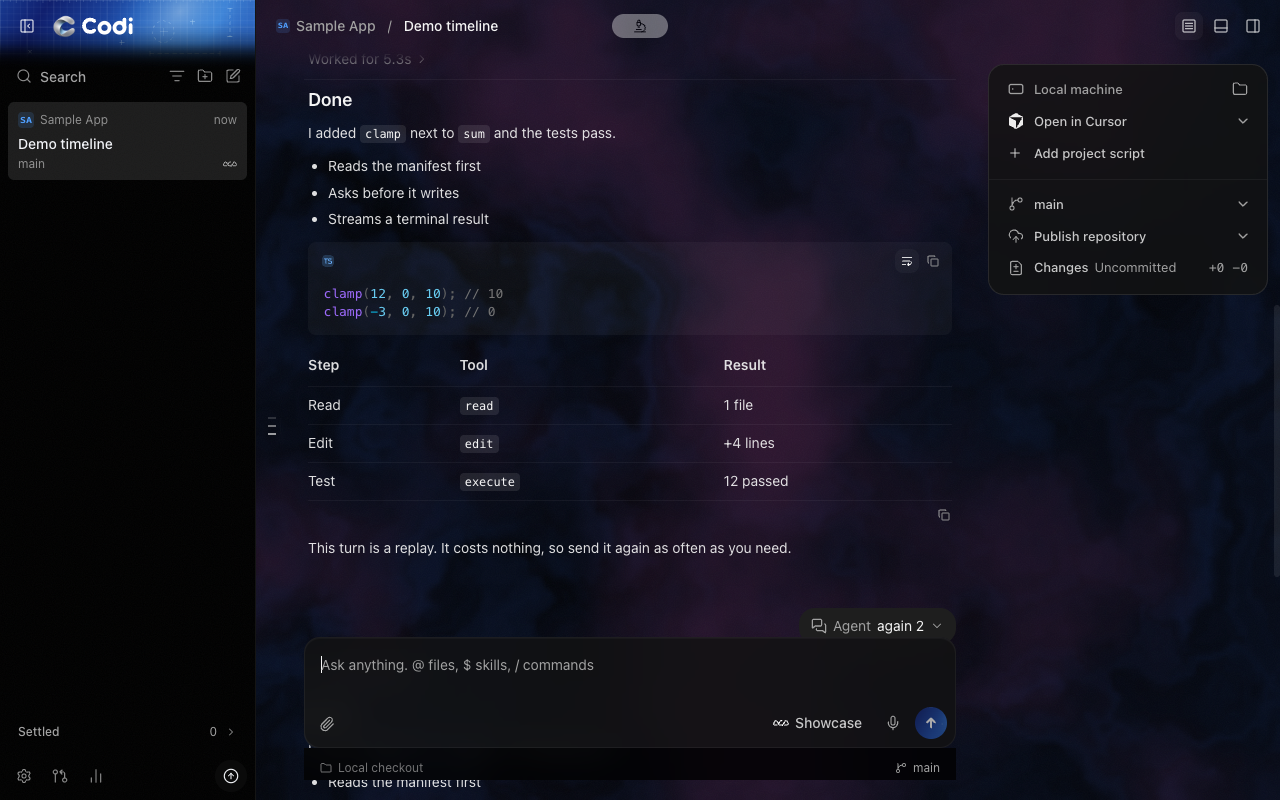 Codi
SA Sample App / Demo timeline
Search
SA Sample App now
Demo timeline
main
Settled 0
Worked for 5.3s
Done
I added clamp next to sum and the tests pass.
• Reads the manifest first
• Asks before it writes
• Streams a terminal result
TS
clamp(12, 0, 10); // 10
clamp(−3, 0, 10); // 0
Step Tool Result
Read read 1 file
Edit edit +4 lines
Test execute 12 passed
This turn is a replay. It costs nothing, so send it again as often as you need.
Agent again 2
Ask anything. @ files, $ skills, / commands
Showcase
Local checkout main
• Reads the manifest first
Local machine
Open in Cursor
Add project script
main
Publish repository
Changes Uncommitted +0 −0